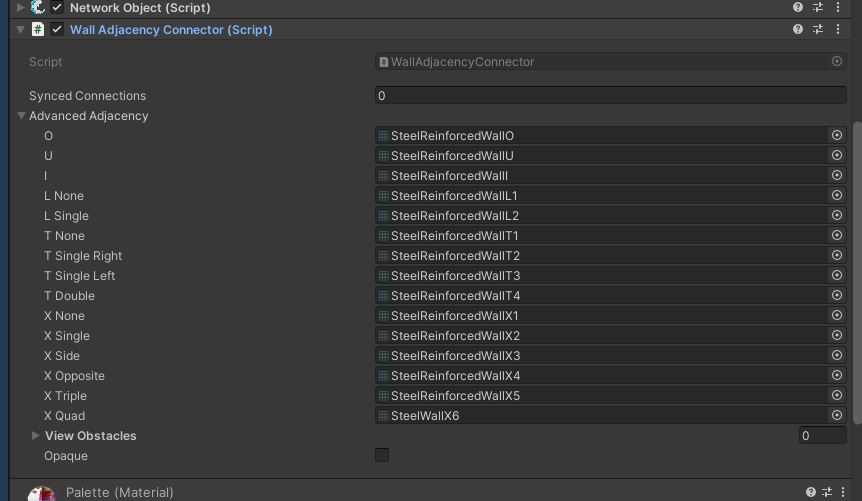 Network Object (Script)
# Wall Adjacency Connector (Script)
Script WallAdjacencyConnector
Synced Connections 0
Advanced Adjacency
O SteelReinforcedWallO
U SteelReinforcedWallU
I SteelReinforcedWallI
L None SteelReinforcedWallL1
L Single SteelReinforcedWallL2
T None SteelReinforcedWallT1
T Single Right SteelReinforcedWallT2
T Single Left SteelReinforcedWallT3
T Double SteelReinforcedWallT4
X None SteelReinforcedWallX1
X Single SteelReinforcedWallX2
X Side SteelReinforcedWallX3
X Opposite SteelReinforcedWallX4
X Triple SteelReinforcedWallX5
X Quad SteelWallX6
View Obstacles 0
Opaque
Palette (Material)